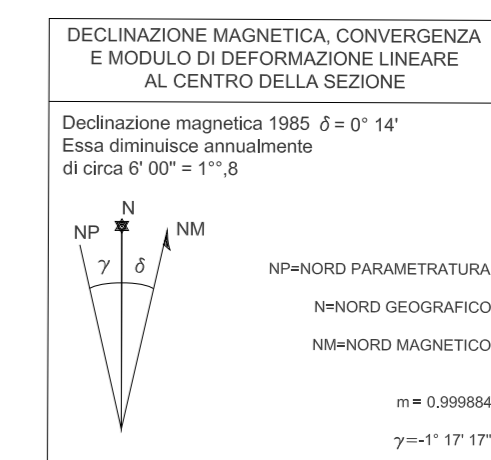 DECLINAZIONE MAGNETICA, CONVERGENZA
E MODULO DI DEFORMAZIONE LINEARE
AL CENTRO DELLA SEZIONE
Declinazione magnetica 1985 δ = 0° 14'
Essa diminuisce annualmente
di circa 6' 00" = 1°°,8
N
NP NM
γ δ
NP=NORD PARAMETRATURA
N=NORD GEOGRAFICO
NM=NORD MAGNETICO
m = 0.999884
γ=-1° 17' 17"